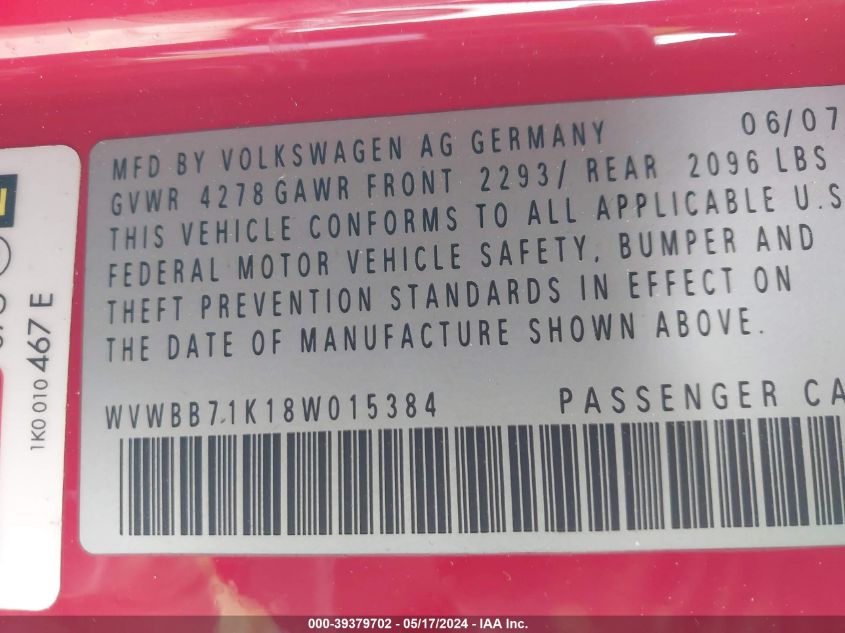 MFD BY VOLKSWAGEN AG GERMANY 06/07
GVWR 4278 GAWR FRONT 2293/ REAR 2096 LBS
THIS VEHICLE CONFORMS TO ALL APPLICABLE U.S
FEDERAL MOTOR VEHICLE SAFETY, BUMPER AND
THEFT PREVENTION STANDARDS IN EFFECT ON
THE DATE OF MANUFACTURE SHOWN ABOVE.
WVWBB71K18W015384 PASSENGER CA
1K0 010 467 E
000-39379702 - 05/17/2024 - IAA Inc.